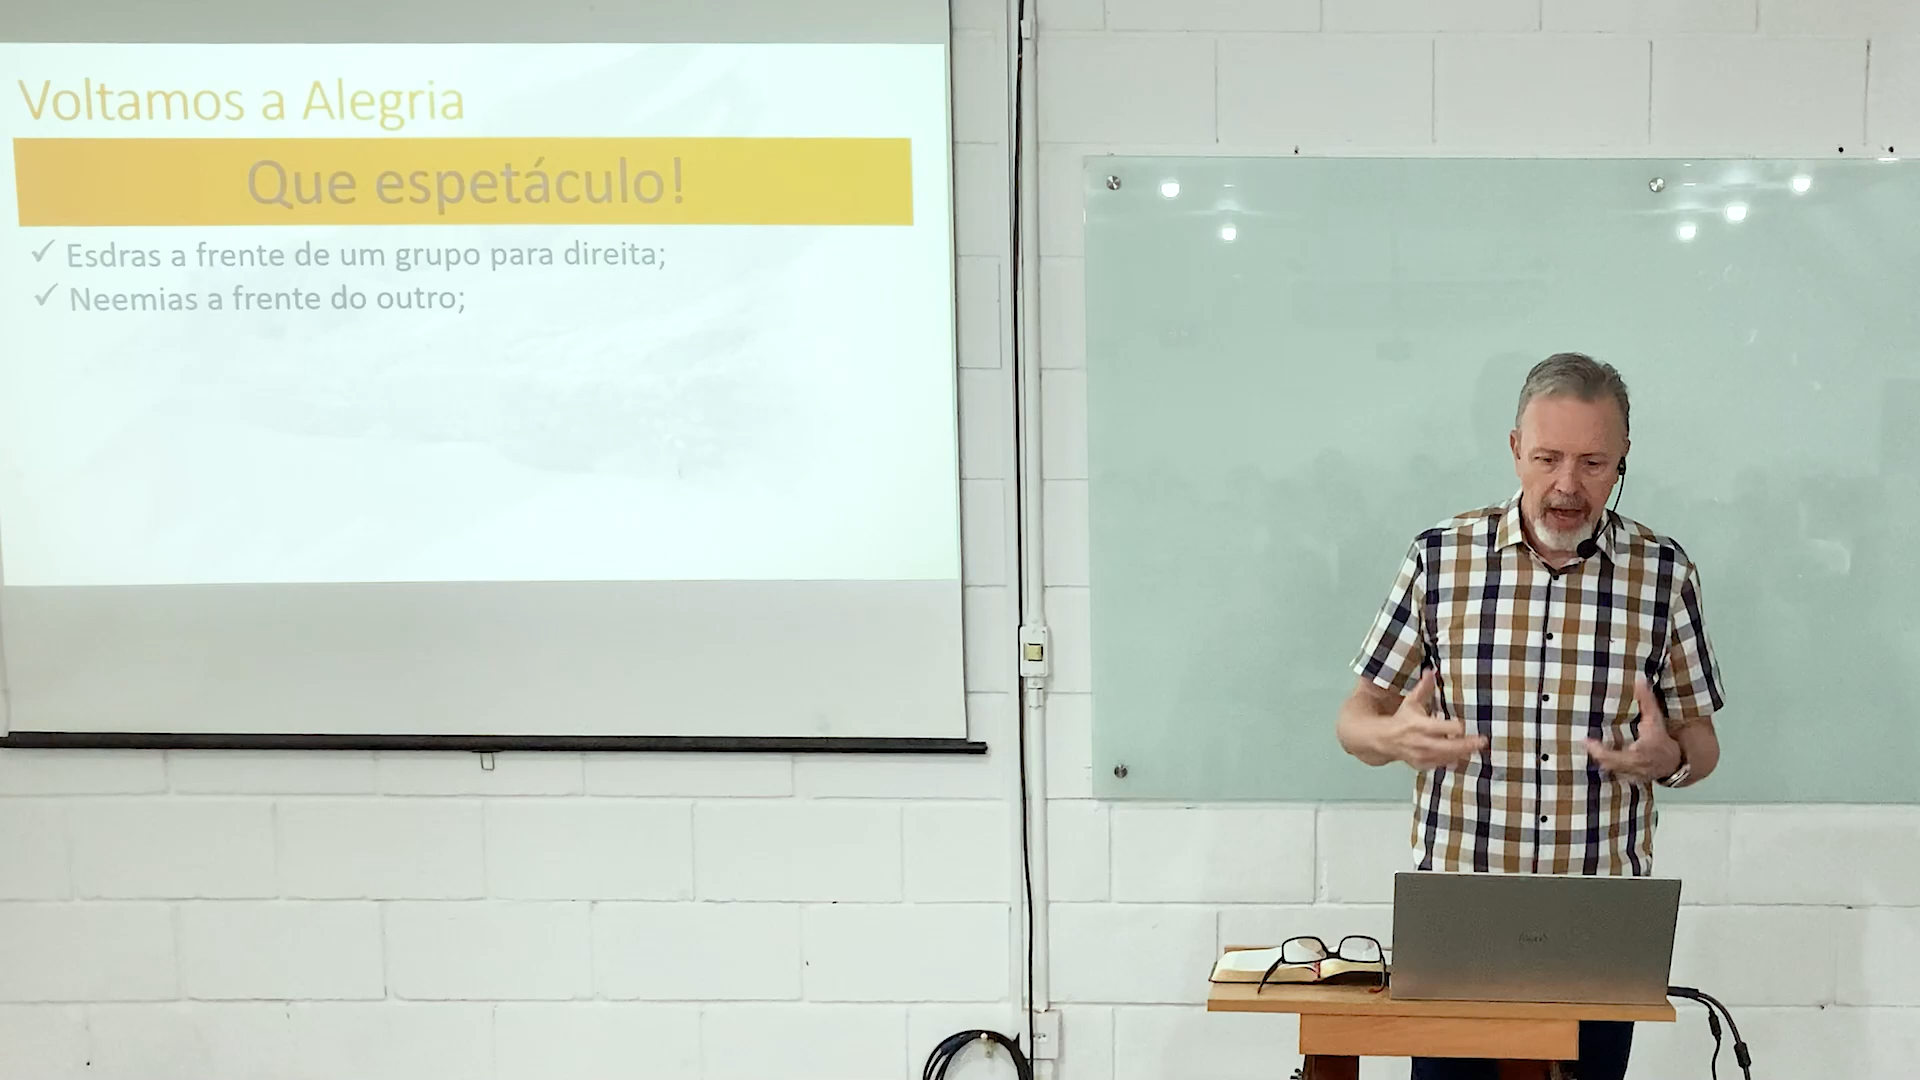 Voltamos a Alegria
Que espetáculo!
✓ Esdras a frente de um grupo para direita;
✓ Neemias a frente do outro;